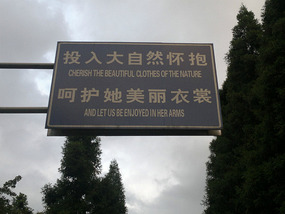 投入大自然怀抱
CHERISH THE BEAUTIFUL CLOTHES OF THE NATURE
呵护她美丽衣裳
AND LET US BE ENJOYED IN HER ARMS